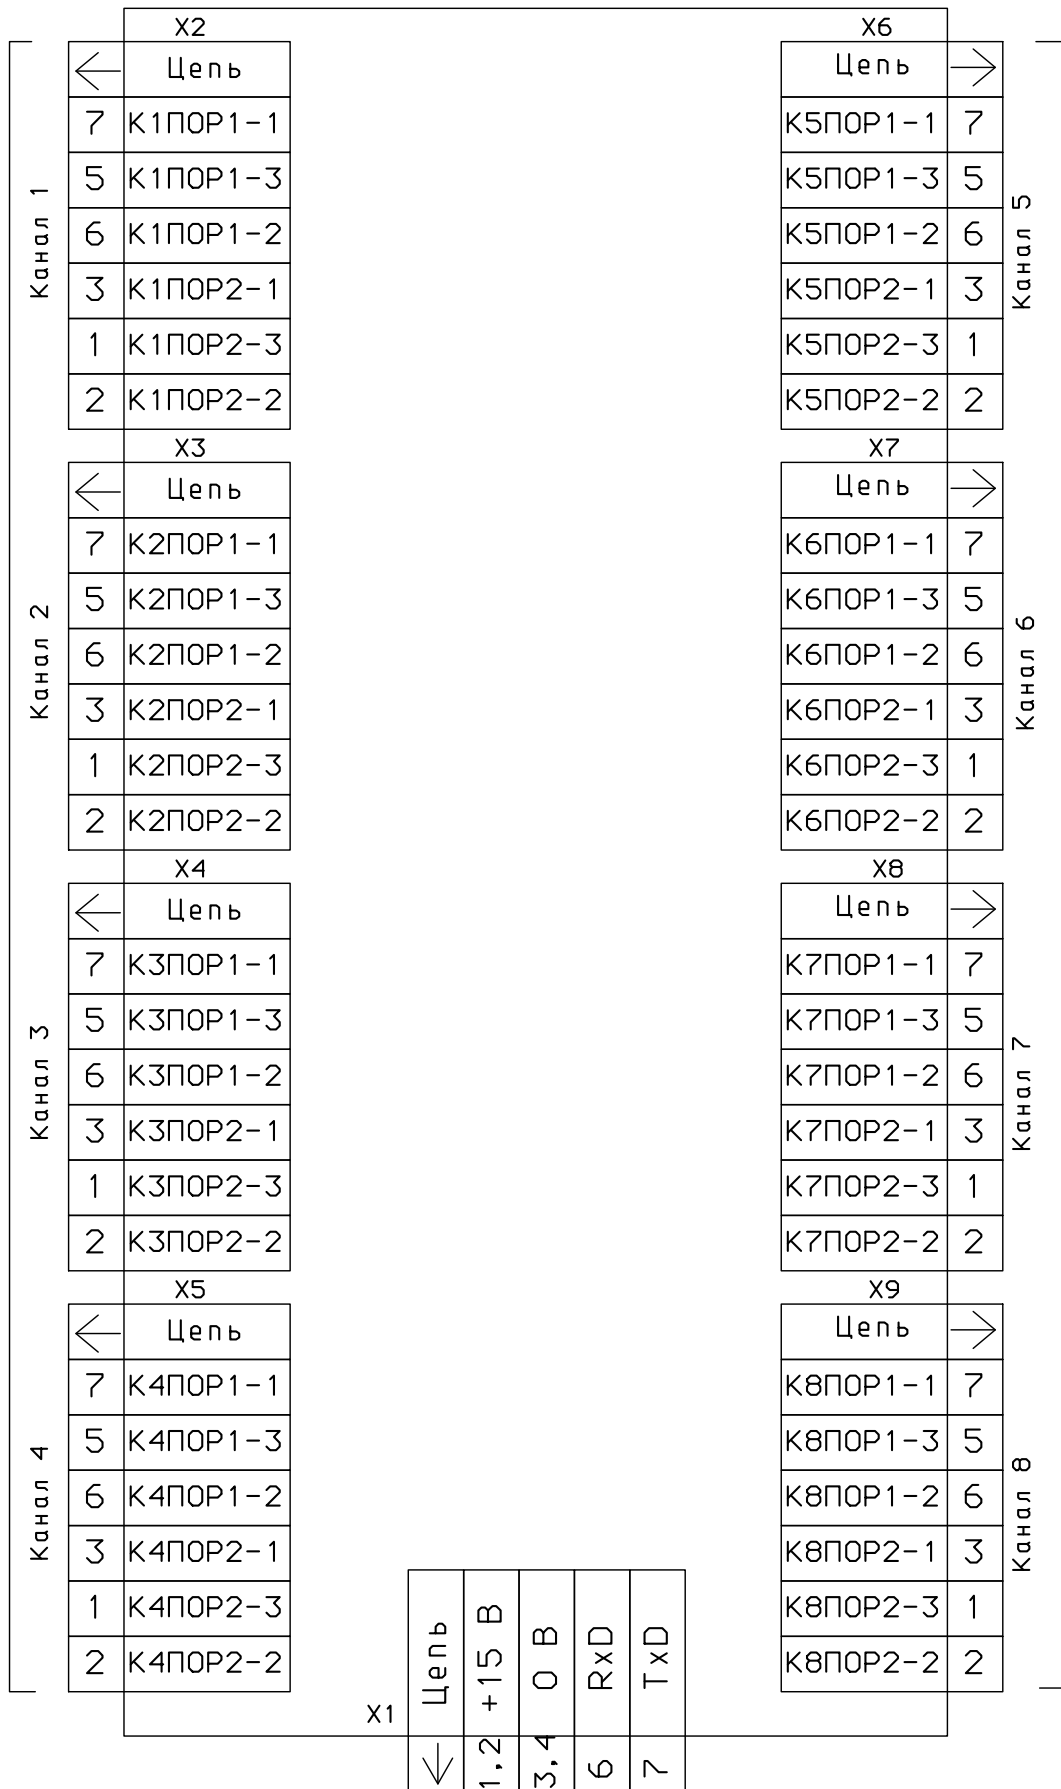 X2
Цепь
7 К1ПОР1-1
5 К1ПОР1-3
6 К1ПОР1-2
3 К1ПОР2-1
1 К1ПОР2-3
2 К1ПОР2-2
Канал 1
X3
Цепь
7 К2ПОР1-1
5 К2ПОР1-3
6 К2ПОР1-2
3 К2ПОР2-1
1 К2ПОР2-3
2 К2ПОР2-2
Канал 2
X4
Цепь
7 К3ПОР1-1
5 К3ПОР1-3
6 К3ПОР1-2
3 К3ПОР2-1
1 К3ПОР2-3
2 К3ПОР2-2
Канал 3
X5
Цепь
7 К4ПОР1-1
5 К4ПОР1-3
6 К4ПОР1-2
3 К4ПОР2-1
1 К4ПОР2-3
2 К4ПОР2-2
Канал 4
X6
Цепь
К5ПОР1-1 7
К5ПОР1-3 5
К5ПОР1-2 6
К5ПОР2-1 3
К5ПОР2-3 1
К5ПОР2-2 2
Канал 5
X7
Цепь
К6ПОР1-1 7
К6ПОР1-3 5
К6ПОР1-2 6
К6ПОР2-1 3
К6ПОР2-3 1
К6ПОР2-2 2
Канал 6
X8
Цепь
К7ПОР1-1 7
К7ПОР1-3 5
К7ПОР1-2 6
К7ПОР2-1 3
К7ПОР2-3 1
К7ПОР2-2 2
Канал 7
X9
Цепь
К8ПОР1-1 7
К8ПОР1-3 5
К8ПОР1-2 6
К8ПОР2-1 3
К8ПОР2-3 1
К8ПОР2-2 2
Канал 8
X1
Цепь
1,2 +15 В
3,4 0 В
6 RxD
7 TxD